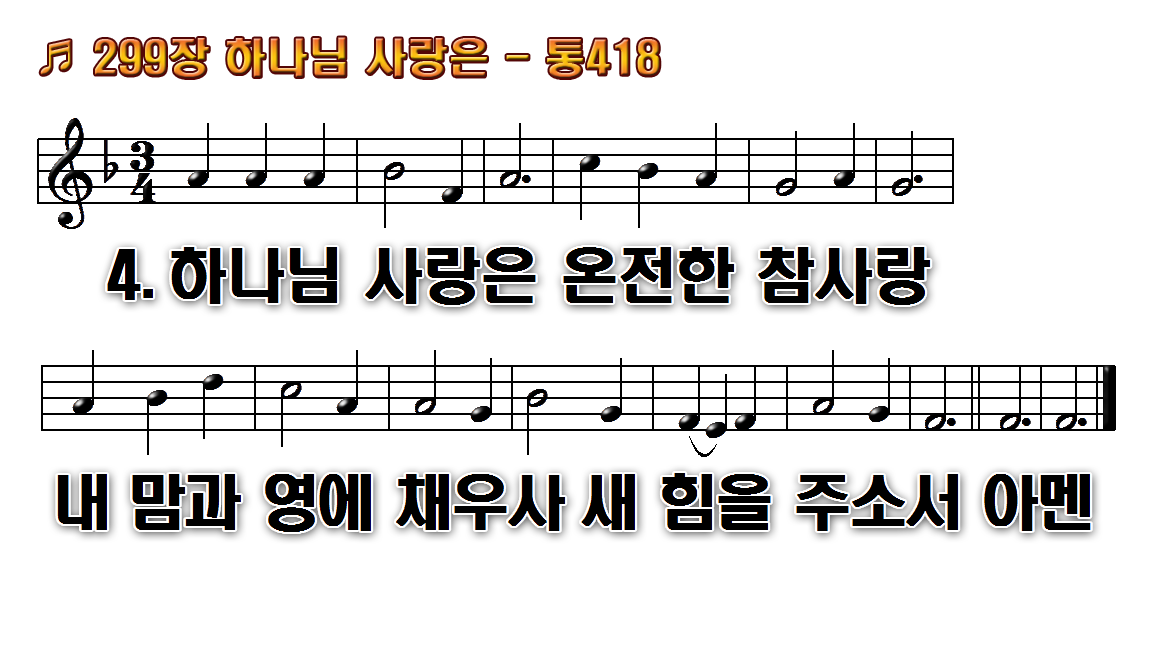 ♬ 299장 하나님 사랑은 - 통418
3
4
4. 하나님 사랑은 온전한 참사랑
내 맘과 영에 채우사 새 힘을 주소서 아멘